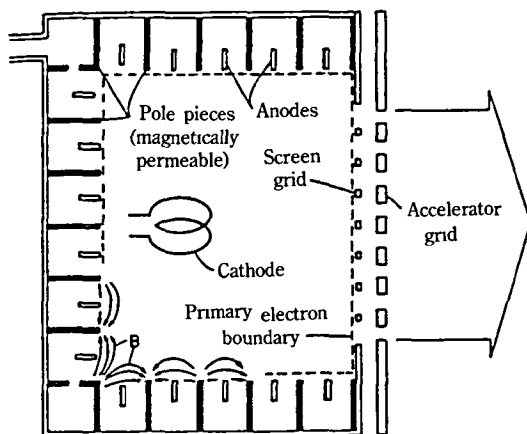 Pole pieces
(magnetically
permeable)
Anodes
Screen
grid
Accelerator
grid
Cathode
Primary electron
boundary
B